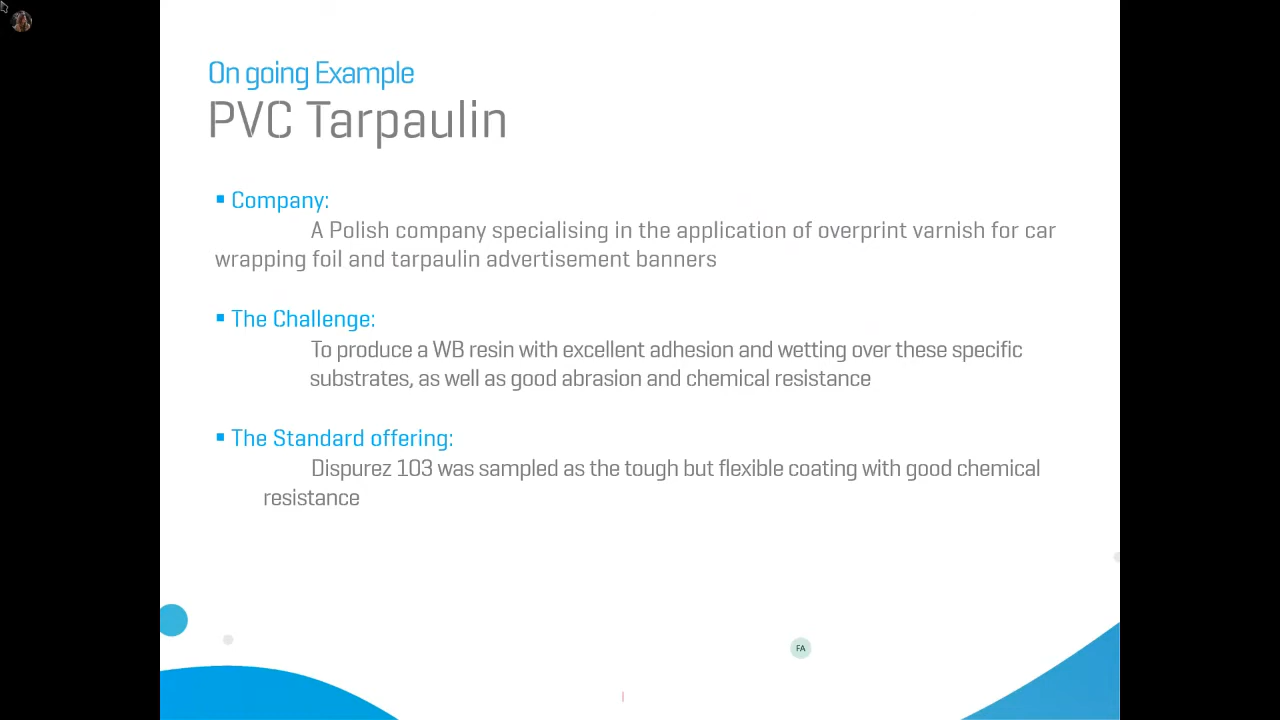 On going Example
PVC Tarpaulin
▪ Company:
A Polish company specialising in the application of overprint varnish for car
wrapping foil and tarpaulin advertisement banners
▪ The Challenge:
To produce a WB resin with excellent adhesion and wetting over these specific
substrates, as well as good abrasion and chemical resistance
▪ The Standard offering:
Dispurez 103 was sampled as the tough but flexible coating with good chemical
resistance
FA